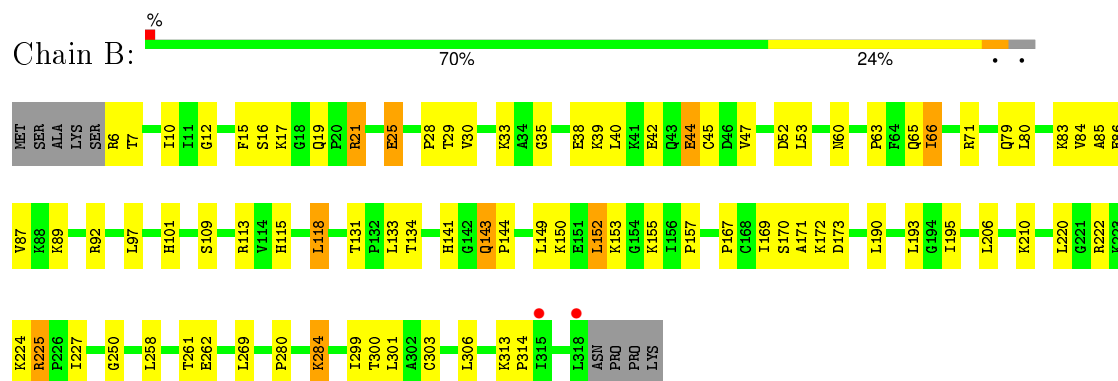 %
Chain B:
70% 24% • •
MET SER ALA LYS SER R6 T7 I10 I11 G12 F15 S16 K17 G18 Q19 P20 R21 E25 P28 T29 V30 K33 A34 G35 E38 K39 L40 K41 E42 Q43 E44 C45 D46 V47 D52 L53 N60 P63 F64 Q65 I66 R71 Q79 L80 K83 V84 A85
V87 K88 K89 R92 L97 H101 S109 R113 V114 H115 L118 T131 P132 L133 T134 H141 G142 Q143 P144 L149 K150 E151 L152 K153 G154 K155 I156 P157 P167 C168 I169 S170 A171 K172 D173 L190 L193 G194 I195 L206 K210 L220 G221 R222
K224 R225 P226 I227 G250 L258 T261 E262 L269 P280 K284 I299 T300 L301 A302 C303 L306 K313 P314 I315 L318 ASN PRO PRO LYS